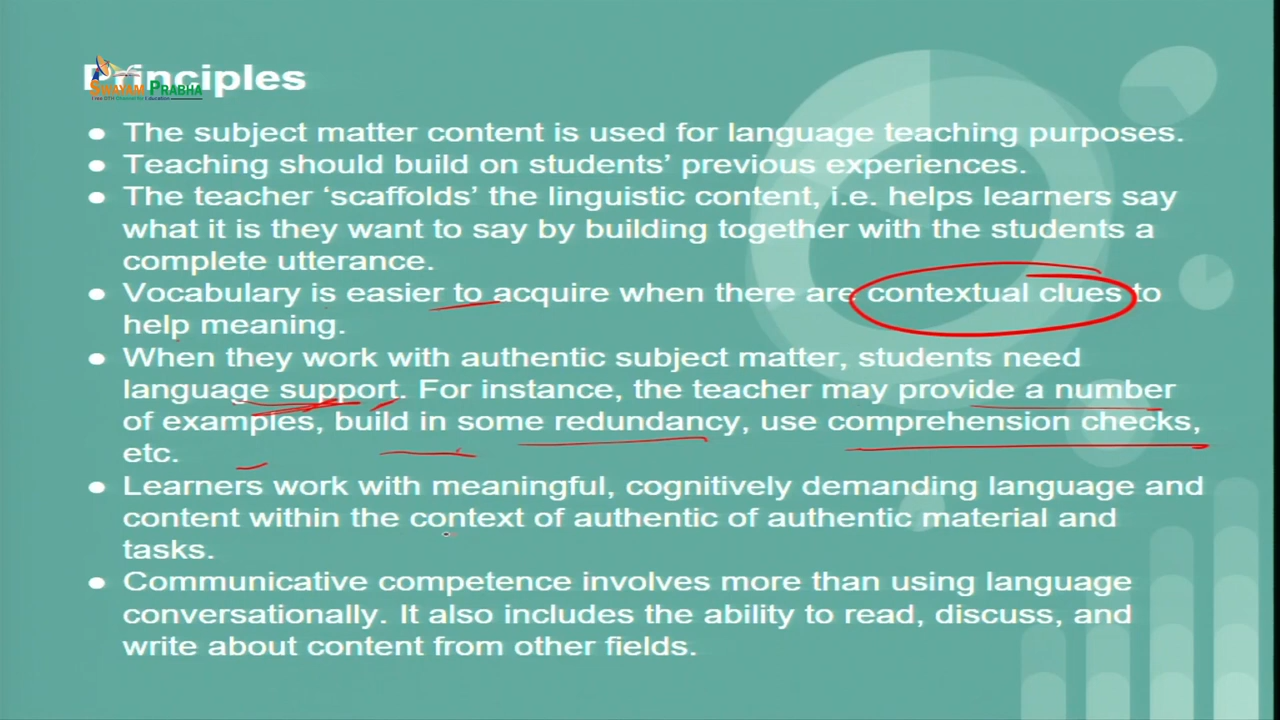 Principles
SWAYAM PRABHA
• The subject matter content is used for language teaching purposes.
• Teaching should build on students' previous experiences.
• The teacher 'scaffolds' the linguistic content, i.e. helps learners say
what it is they want to say by building together with the students a
complete utterance.
• Vocabulary is easier to acquire when there are contextual clues to
help meaning.
• When they work with authentic subject matter, students need
language support. For instance, the teacher may provide a number
of examples, build in some redundancy, use comprehension checks,
etc.
• Learners work with meaningful, cognitively demanding language and
content within the context of authentic of authentic material and
tasks.
• Communicative competence involves more than using language
conversationally. It also includes the ability to read, discuss, and
write about content from other fields.